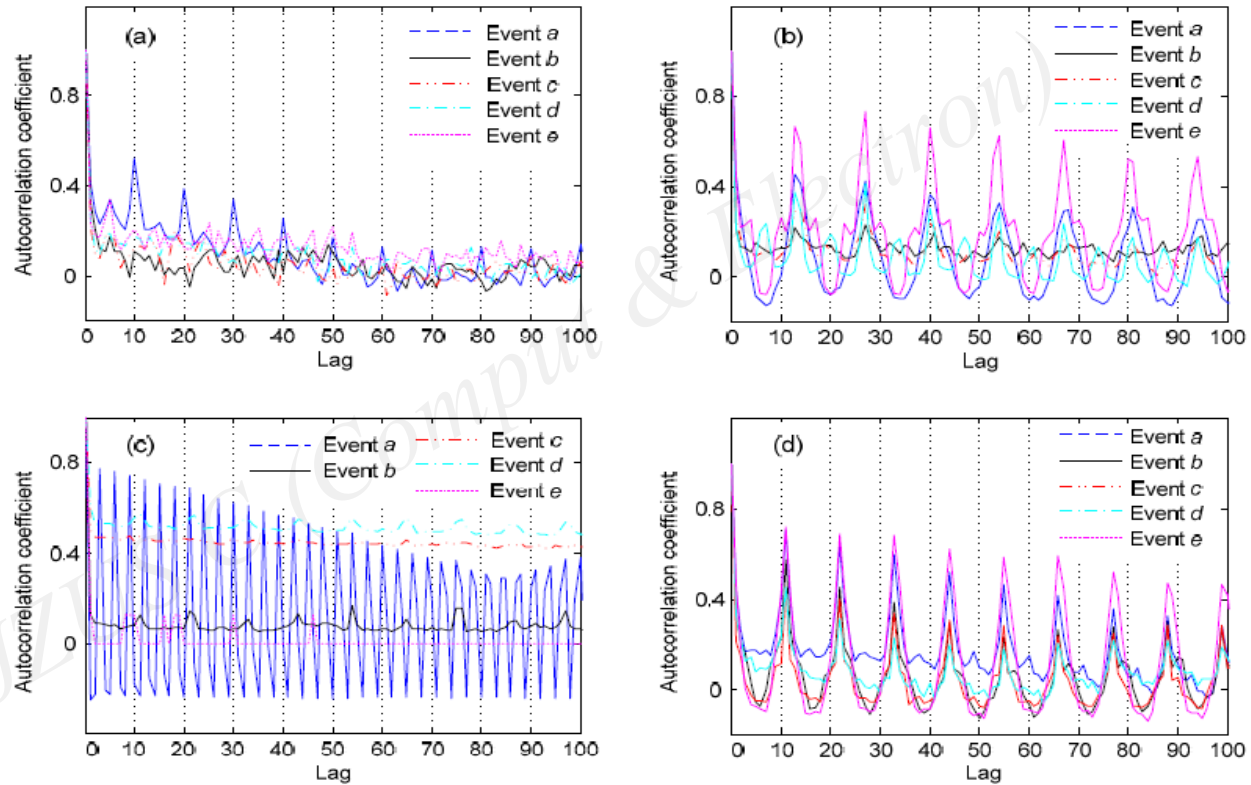 (a)
Event a
Event b
Event c
Event d
Event e
Autocorrelation coefficient
0.8
0.4
0
0 10 20 30 40 50 60 70 80 90 100
Lag
(b)
Event a
Event b
Event c
Event d
Event e
Autocorrelation coefficient
0.8
0.4
0
0 10 20 30 40 50 60 70 80 90 100
Lag
(c)
Event a
Event b
Event c
Event d
Event e
Autocorrelation coefficient
0.8
0.4
0
0 10 20 30 40 50 60 70 80 90 100
Lag
(d)
Event a
Event b
Event c
Event d
Event e
Autocorrelation coefficient
0.8
0.4
0
0 10 20 30 40 50 60 70 80 90 100
Lag
(Comput & Electron)